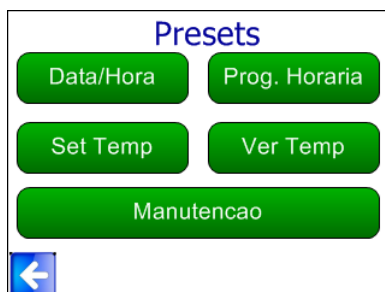 Presets
Data/Hora
Prog. Horaria
Set Temp
Ver Temp
Manutencao